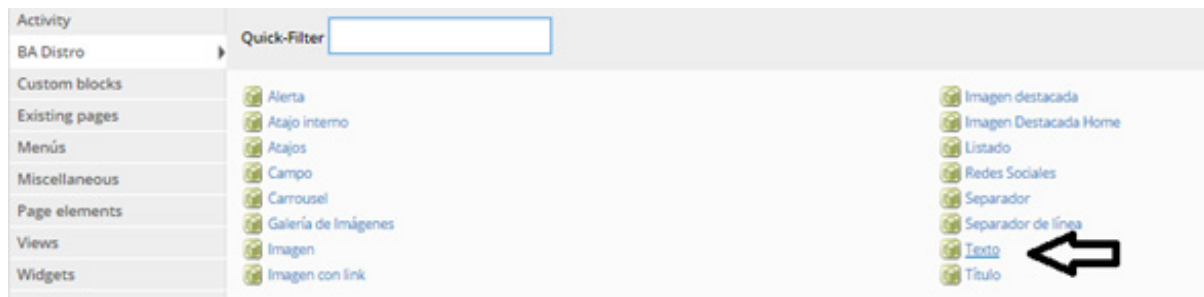 Activity
BA Distro
Custom blocks
Existing pages
Menús
Miscellaneous
Page elements
Views
Widgets
Quick-Filter
Alerta
Atajo interno
Atajos
Campo
Carrousel
Galería de Imágenes
Imagen
Imagen con link
Imagen destacada
Imagen Destacada Home
Listado
Redes Sociales
Separador
Separador de línea
Texto
Título